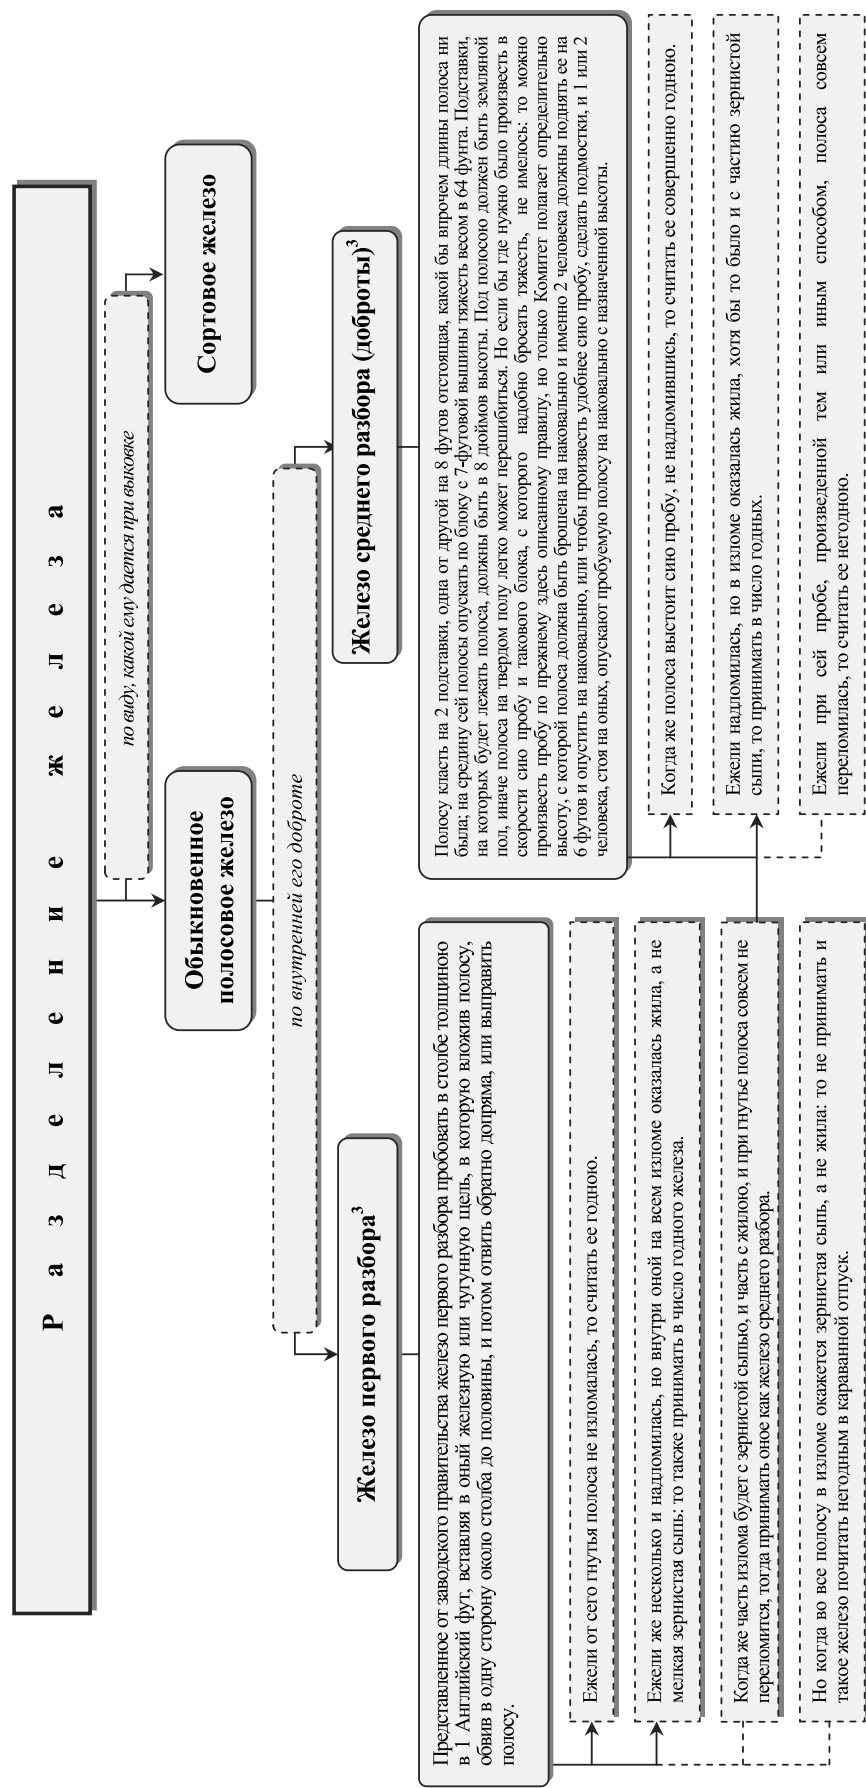 Разделение железа
по виду, какой ему дается при выковке
Обыкновенное
полосовое железо
Сортовое железо
по внутренней его доброте
Железо первого разбора3
Железо среднего разбора (доброты)3
Представленное от заводского правительства железо первого разбора пробовать в столбе толщиною
в 1 Английский фут, вставляя в оный железную или чугунную щель, в которую вложив полосу,
обвив в одну сторону около столба до половины, и потом отвить обратно допряма, или выправить
полосу.
Ежели от сего гнутья полоса не изломалась, то считать ее годною.
Ежели же несколько и надломилась, но внутри оной на всем изломе оказалась жила, а не
мелкая зернистая сыпь: то также принимать в число годного железа.
Когда же часть излома будет с зернистой сыпью, и часть с жилою, и при гнутье полоса совсем не
переломится, тогда принимать оное как железо среднего разбора.
Но когда во все полосу в изломе окажется зернистая сыпь, а не жила: то не принимать и
такое железо почитать негодным в караванной отпуск.
Полосу класть на 2 подставки, одна от другой на 8 футов отстоящая, какой бы впрочем длины полоса ни
была; на средину сей полосы опускать по блоку с 7-футовой вышины тяжесть весом в 64 фунта. Подставки,
на которых будет лежать полоса, должны быть в 8 дюймов высоты. Под полосою должен быть земляной
пол, иначе полоса на твердом полу легко может перешибиться. Но если бы где нужно было произвесть в
скорости сию пробу и такового блока, с которого надобно бросать тяжесть, не имелось: то можно
произвесть пробу по прежнему здесь описанному правилу, но только Комитет полагает определительно
высоту, с которой полоса должна быть брошена на наковальню и именно 2 человека должны поднять ее на
6 футов и опустить на наковальню, или чтобы произвесть удобнее сию пробу, сделать подмостки, и 1 или 2
человека, стоя на оных, опускают пробуемую полосу на наковальню с назначенной высоты.
Когда же полоса выстоит сию пробу, не надломившись, то считать ее совершенно годною.
Ежели надломилась, но в изломе оказалась жила, хотя бы то было и с частию зернистой
сыпи, то принимать в число годных.
Ежели при сей пробе, произведенной тем или иным способом, полоса совсем
переломилась, то считать ее негодною.